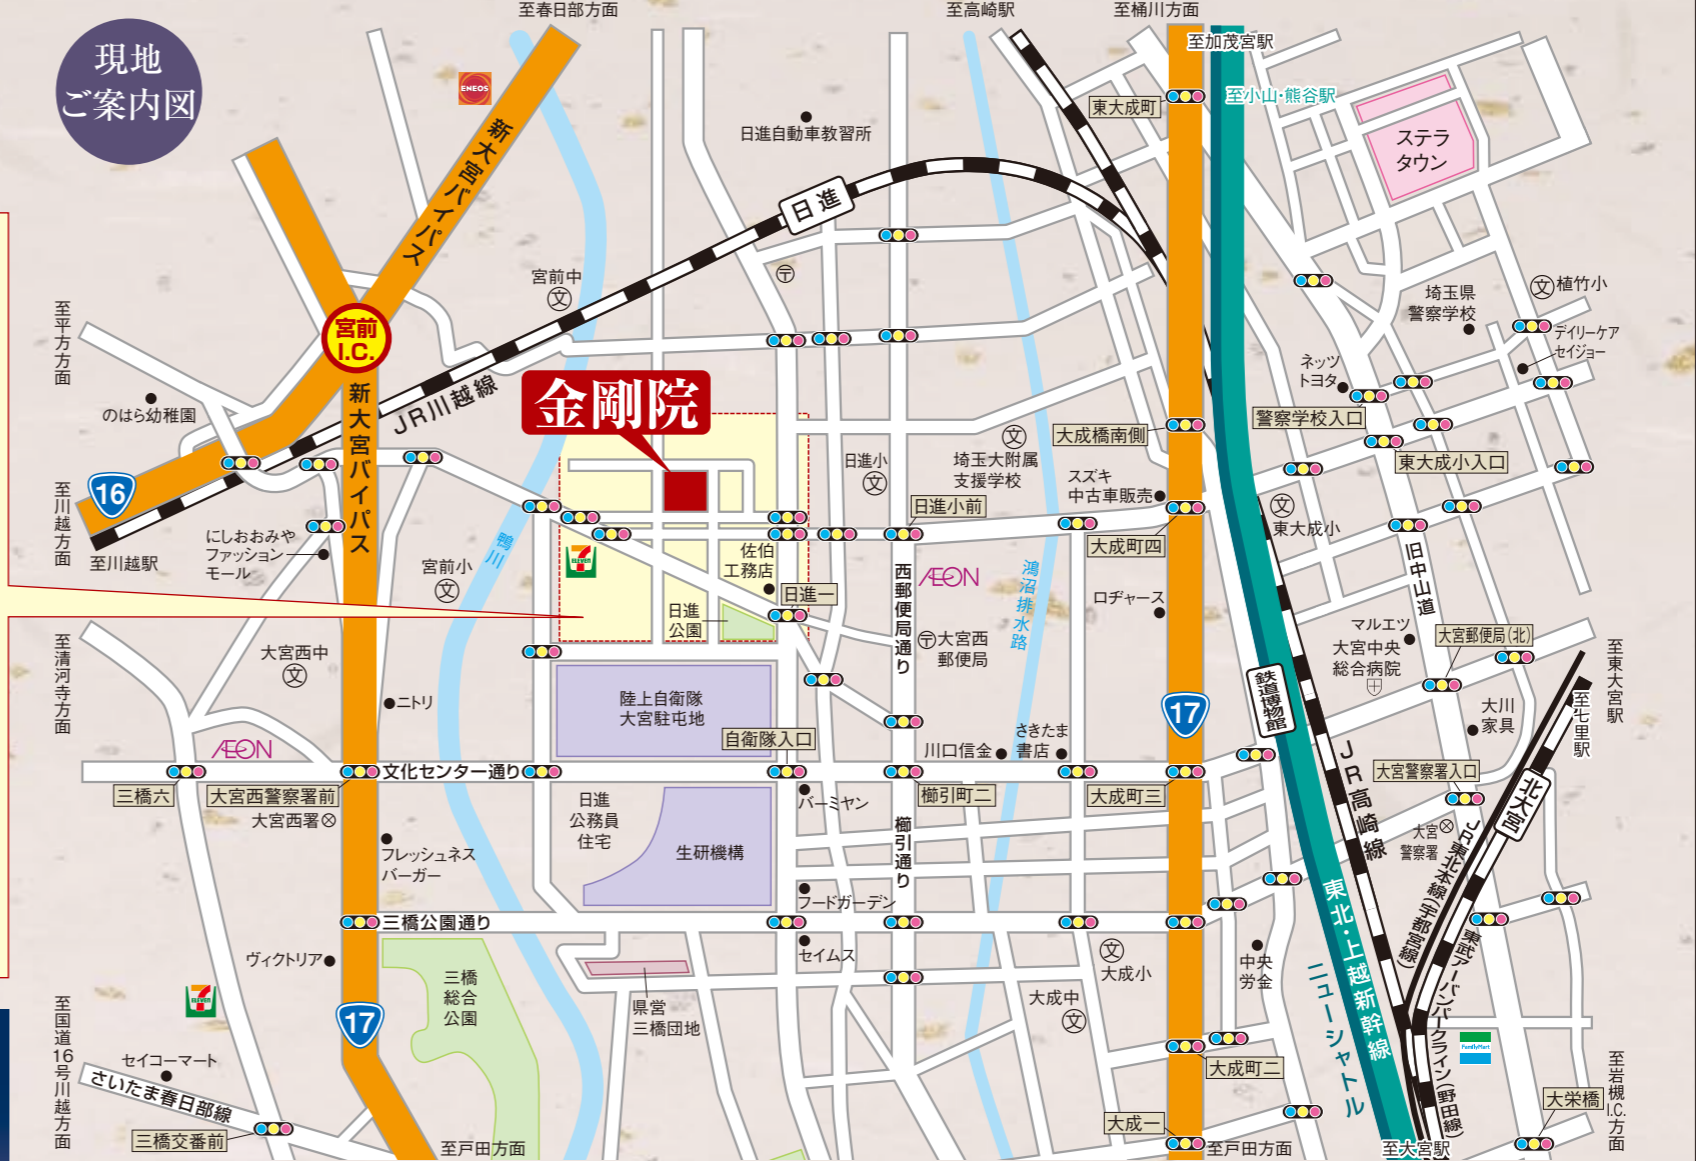 現地
ご案内図
至春日部方面
至高崎駅
至桶川方面
至加茂宮駅
至小山・熊谷駅
ENEOS
新大宮バイパス
日進自動車教習所
東大成町
ステラ
タウン
日進
宮前中
文
〒
至平方方面
宮前
I.C.
埼玉県
警察学校
文
植竹小
デイリーケア
セイジョー
ネッツ
トヨタ
のはら幼稚園
新大宮バイパス
JR川越線
金剛院
大成橋南側
警察学校入口
東大成小入口
16
至川越方面
至川越駅
にしおおみや
ファッション
モール
宮前小
文
鴨川
7
ELEVEN
日進小
文
文
埼玉大附属
支援学校
スズキ
中古車販売
日進小前
大成町四
文
東大成小
旧中山道
佐伯
工務店
日進一
日進
公園
西郵便局通り
ÆON
鴻沼排水路
ロヂャース
〒大宮西
郵便局
マルエツ
大宮中央
総合病院
大宮郵便局(北)
至東大宮駅
至清河寺方面
大宮西中
文
ニトリ
陸上自衛隊
大宮駐屯地
自衛隊入口
鉄道博物館
17
大川
家具
至七里駅
川口信金
さきたま
書店
ÆON
文化センター通り
三橋六
大宮西警察署前
大宮西署
バーミヤン
櫛引町二
大成町三
JR高崎線
大宮警察署入口
北大宮
大宮
警察署
日進
公務員
住宅
生研機構
櫛引通り
フレッシュネス
バーガー
フードガーデン
JR東北本線(宇都宮線)
東北・上越新幹線
三橋公園通り
ヴィクトリア
セイムス
文
大成小
中央
労金
ニューシャトル
東武アーバンパークライン(野田線)
三橋
総合
公園
県営
三橋団地
大成中
文
7
ELEVEN
17
至国道16号川越方面
セイコーマート
さいたま春日部線
三橋交番前
至戸田方面
大成町二
大成一
至戸田方面
至大宮駅
FamilyMart
大栄橋
至岩槻I.C.方面